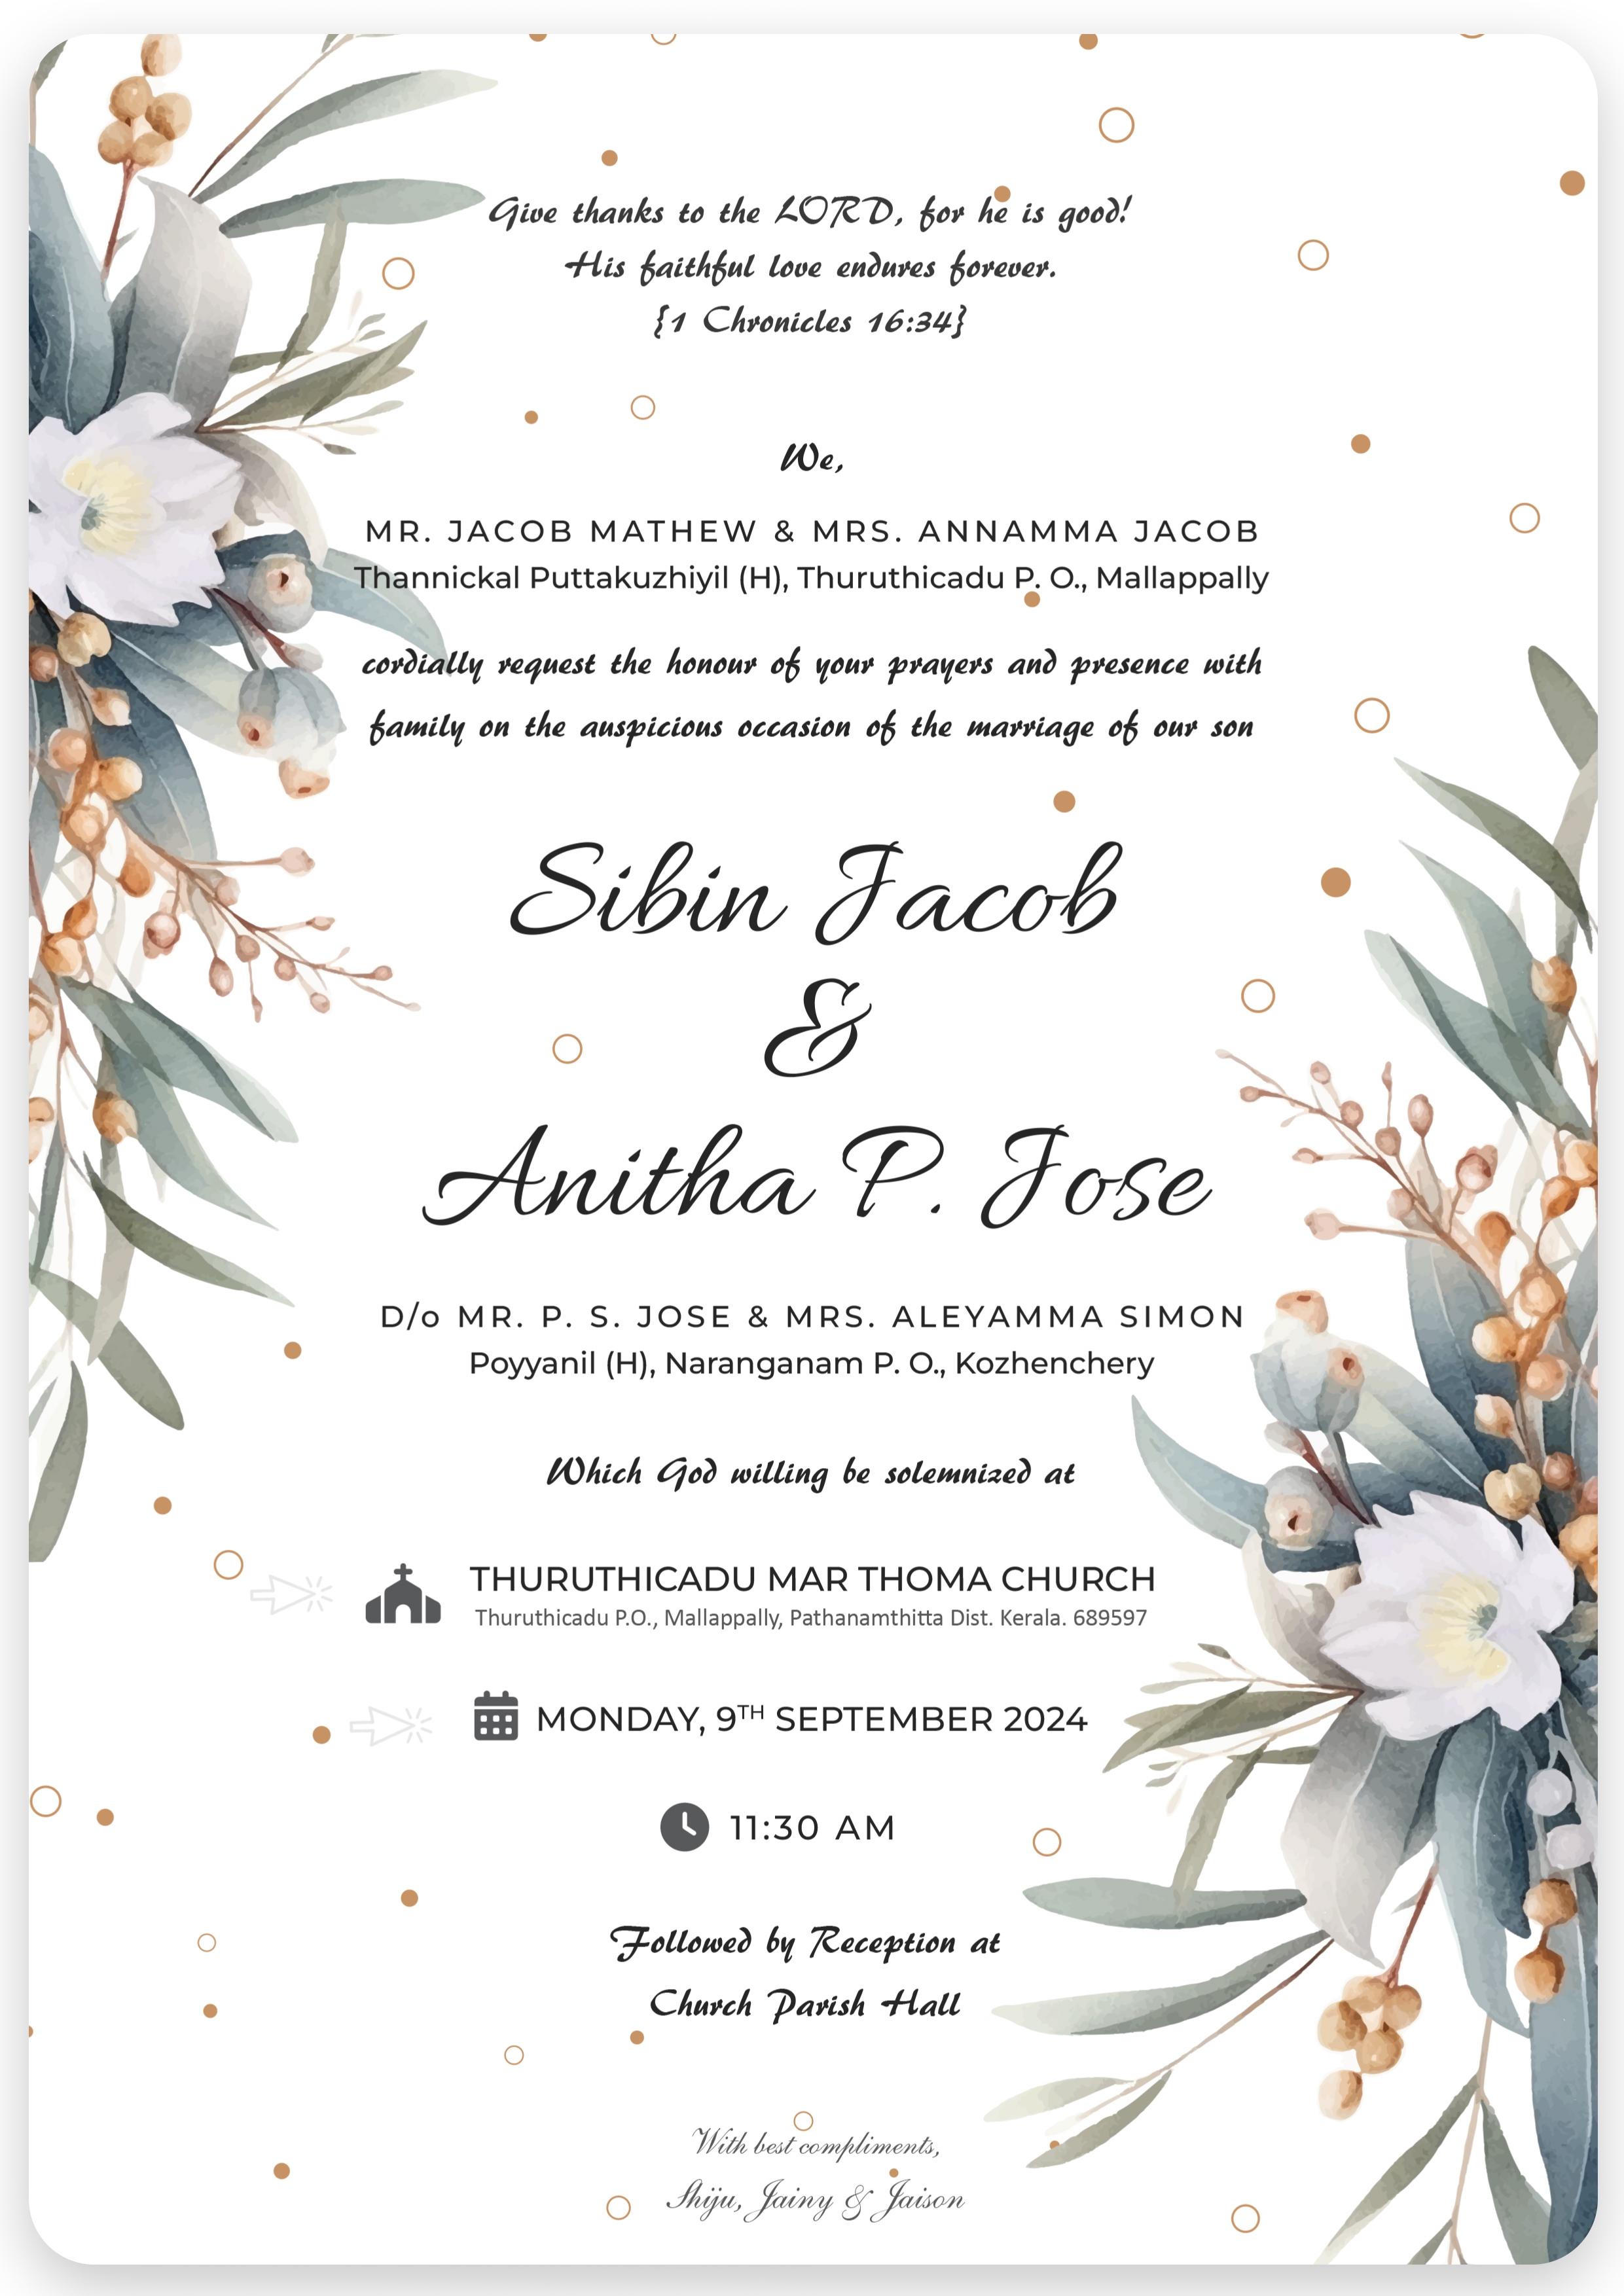 Give thanks to the LORD, for he is good!
His faithful love endures forever.
{1 Chronicles 16:34}
We,
MR. JACOB MATHEW & MRS. ANNAMMA JACOB
Thannickal Puttakuzhiyil (H), Thuruthicadu P. O., Mallappally
cordially request the honour of your prayers and presence with
family on the auspicious occasion of the marriage of our son
Sibin Jacob
&
Anitha P. Jose
D/o MR. P. S. JOSE & MRS. ALEYAMMA SIMON
Poyyanil (H), Naranganam P. O., Kozhenchery
Which God willing be solemnized at
THURUTHICADU MAR THOMA CHURCH
Thuruthicadu P.O., Mallappally, Pathanamthitta Dist. Kerala. 689597
MONDAY, 9TH SEPTEMBER 2024
11:30 AM
Followed by Reception at
Church Parish Hall
With best compliments,
Shiju, Jainy & Jaison